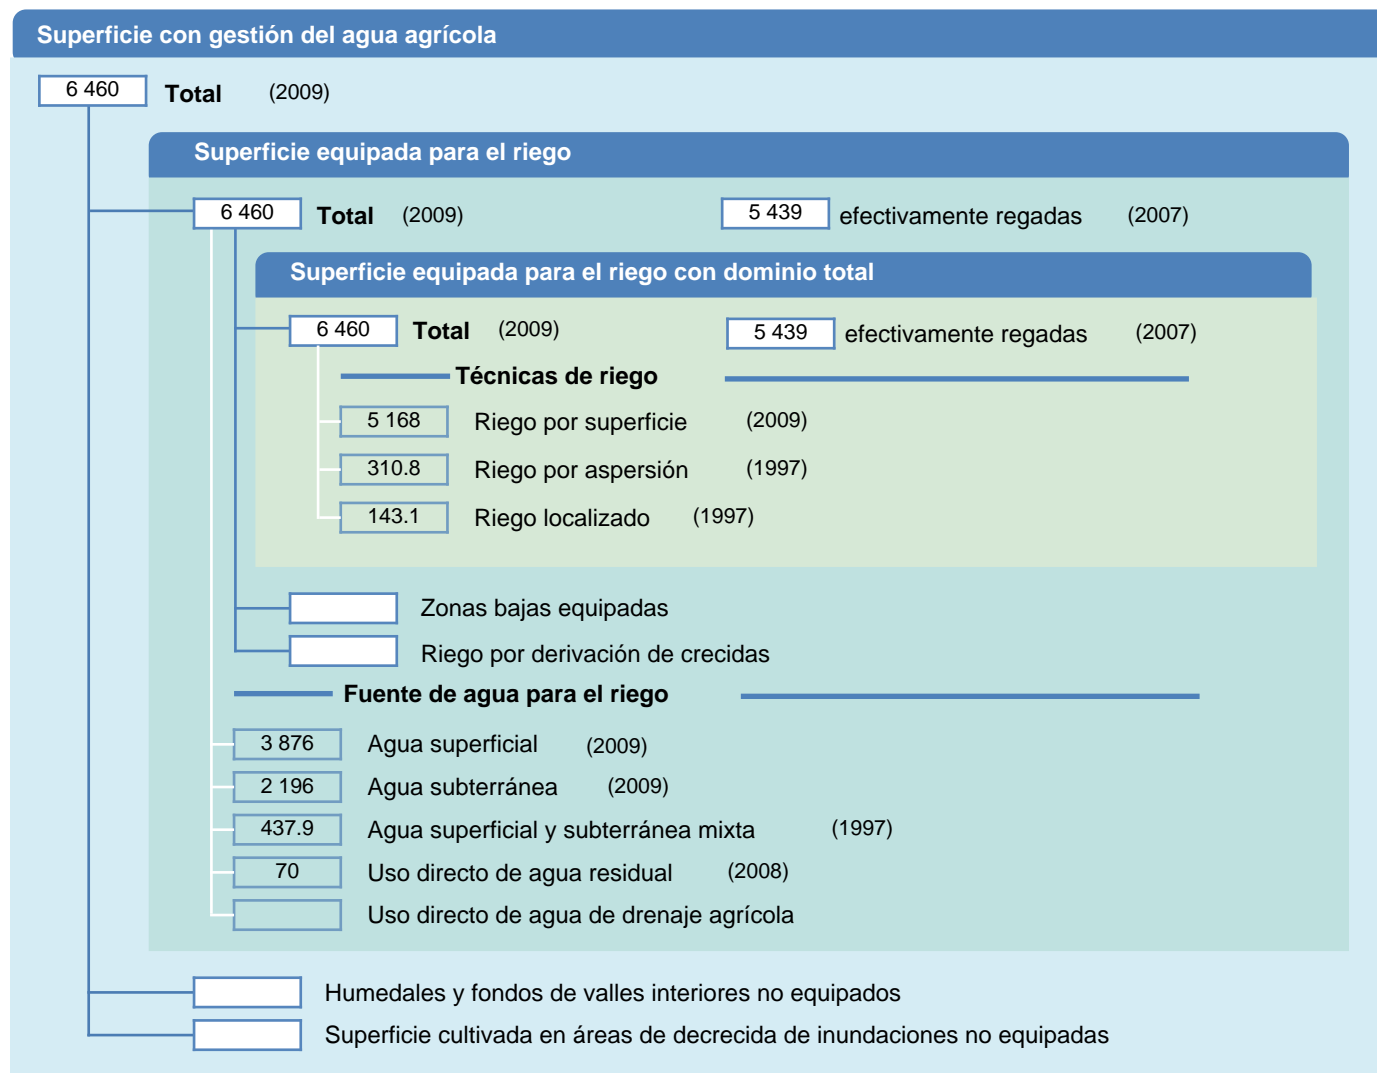 Superficie con gestión del agua agrícola
6 460 Total (2009)
Superficie equipada para el riego
6 460 Total (2009) 5 439 efectivamente regadas (2007)
Superficie equipada para el riego con dominio total
6 460 Total (2009) 5 439 efectivamente regadas (2007)
Técnicas de riego
5 168 Riego por superficie (2009)
310.8 Riego por aspersión (1997)
143.1 Riego localizado (1997)
Zonas bajas equipadas
Riego por derivación de crecidas
Fuente de agua para el riego
3 876 Agua superficial (2009)
2 196 Agua subterránea (2009)
437.9 Agua superficial y subterránea mixta (1997)
70 Uso directo de agua residual (2008)
Uso directo de agua de drenaje agrícola
Humedales y fondos de valles interiores no equipados
Superficie cultivada en áreas de decrecida de inundaciones no equipadas